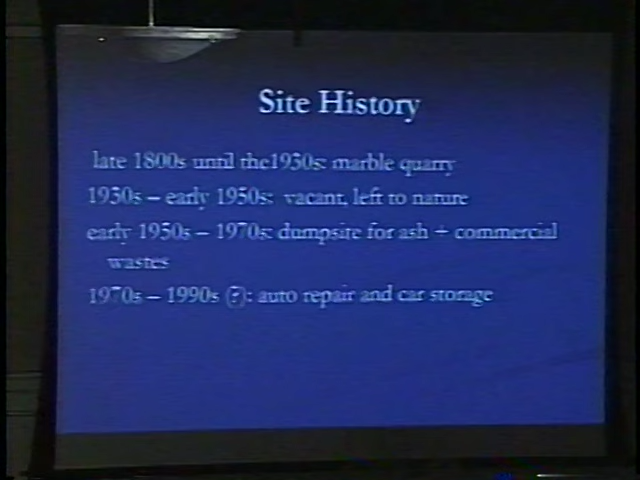 Site History
late 1800s until the1930s: marble quarry
1930s – early 1950s: vacant, left to nature
early 1950s – 1970s: dumpsite for ash + commercial
wastes
1970s – 1990s (?): auto repair and car storage